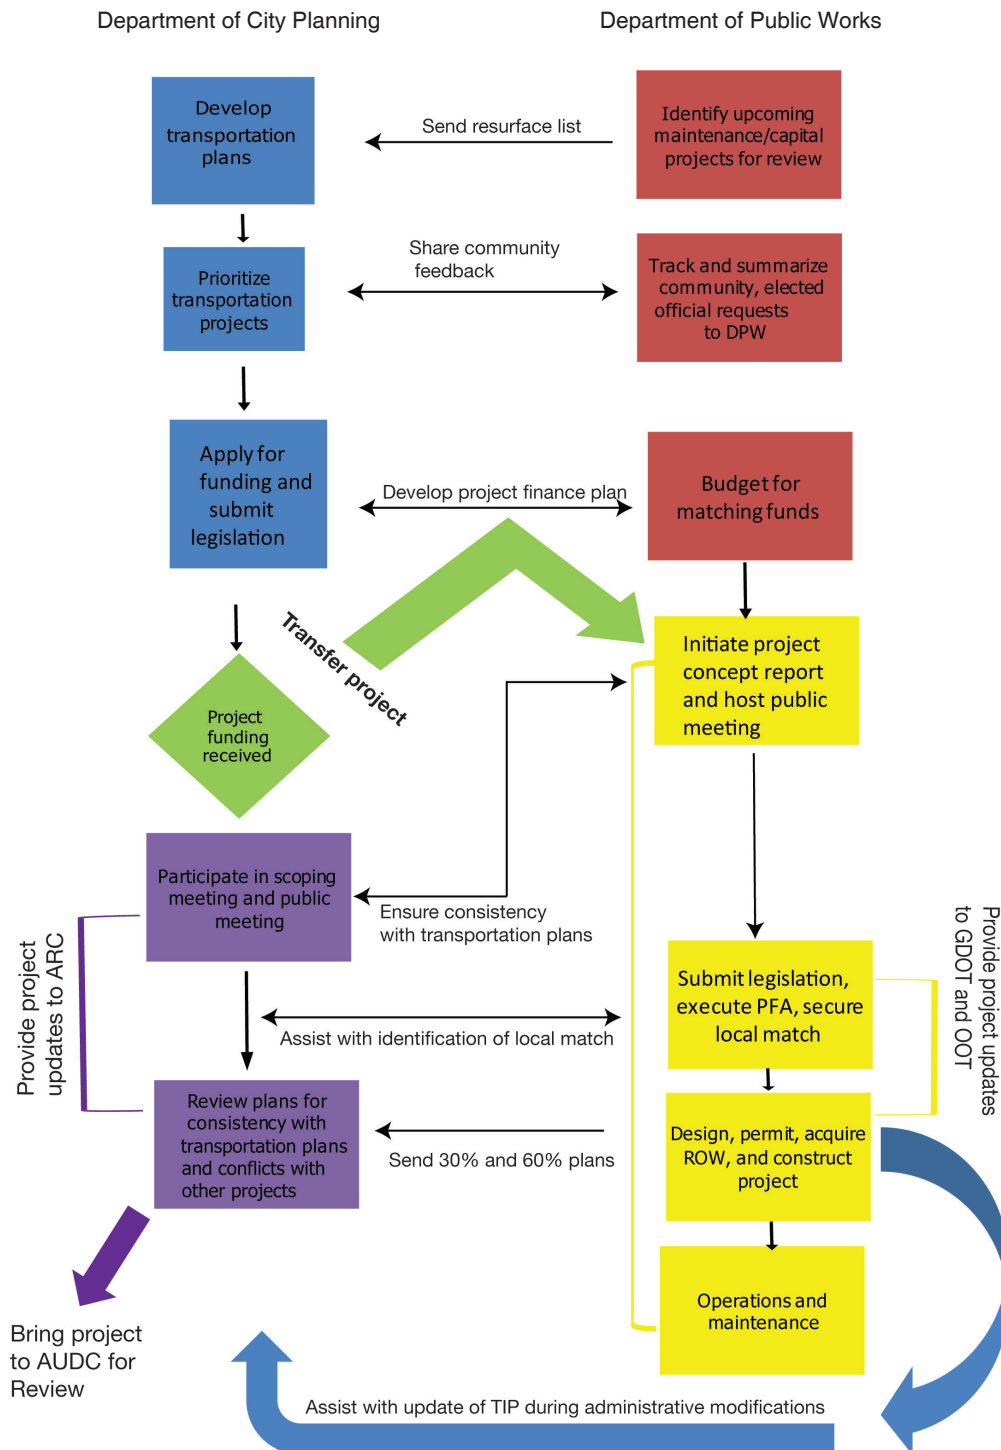 Department of City Planning
Department of Public Works
Develop
transportation
plans
Send resurface list
Identify upcoming
maintenance/capital
projects for review
Prioritize
transportation
projects
Share community
feedback
Track and summarize
community, elected
official requests
to DPW
Apply for
funding and
submit
legislation
Develop project finance plan
Budget for
matching funds
Transfer project
Project
funding
received
Initiate project
concept report
and host public
meeting
Participate in scoping
meeting and public
meeting
Ensure consistency
with transportation plans
Provide project
updates to ARC
Provide project updates
to GDOT and OOT
Submit legislation,
execute PFA, secure
local match
Assist with identification of local match
Review plans for
consistency with
transportation plans
and conflicts with
other projects
Send 30% and 60% plans
Design, permit, acquire
ROW, and construct
project
Operations and
maintenance
Bring project
to AUDC for
Review
Assist with update of TIP during administrative modifications